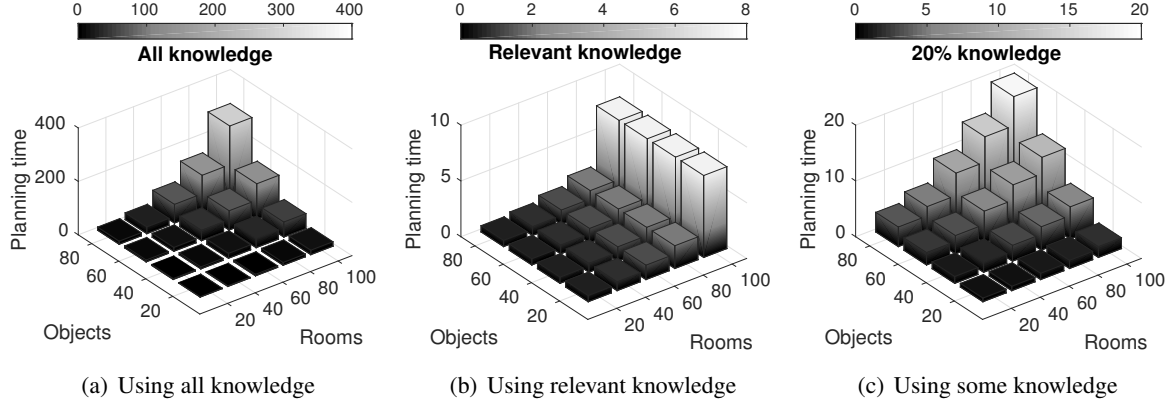 0 100 200 300 400
All knowledge
400
200
0
Planning time
80
60
40
20
Objects
20
40
60
80
100
Rooms
(a) Using all knowledge
0 2 4 6 8
Relevant knowledge
10
5
0
Planning time
80
60
40
20
Objects
20
40
60
80
100
Rooms
(b) Using relevant knowledge
0 5 10 15 20
20% knowledge
20
10
0
Planning time
80
60
40
20
Objects
20
40
60
80
100
Rooms
(c) Using some knowledge